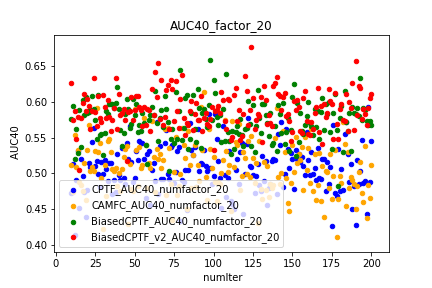 AUC40_factor_20
AUC40
0.65
0.60
0.55
0.50
0.45
0.40
CPTF_AUC40_numfactor_20
CAMFC_AUC40_numfactor_20
BiasedCPTF_AUC40_numfactor_20
BiasedCPTF_v2_AUC40_numfactor_20
0 25 50 75 100 125 150 175 200
numIter